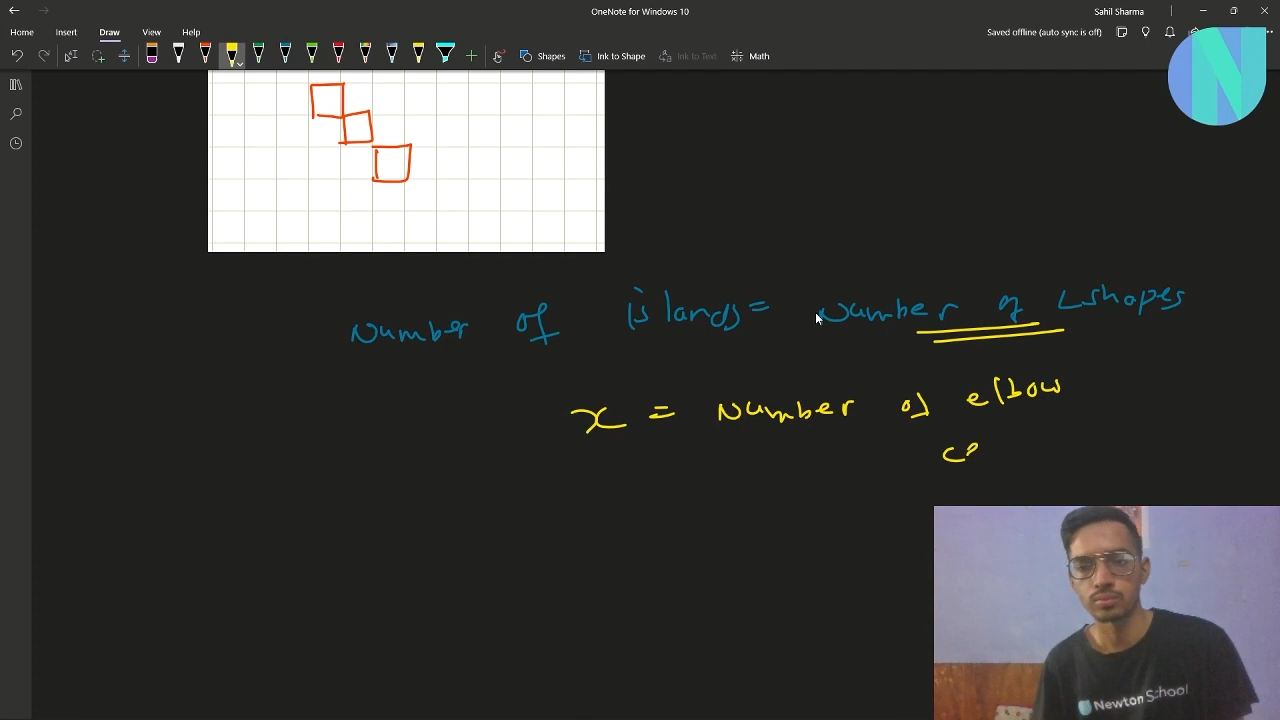 OneNote for Windows 10
Sahil Sharma
Home Insert Draw View Help
Saved offline (auto sync is off)
Shapes Ink to Shape Ink to Text Math
Number of islands = Number of L shapes
x = Number of elbow
Newton School